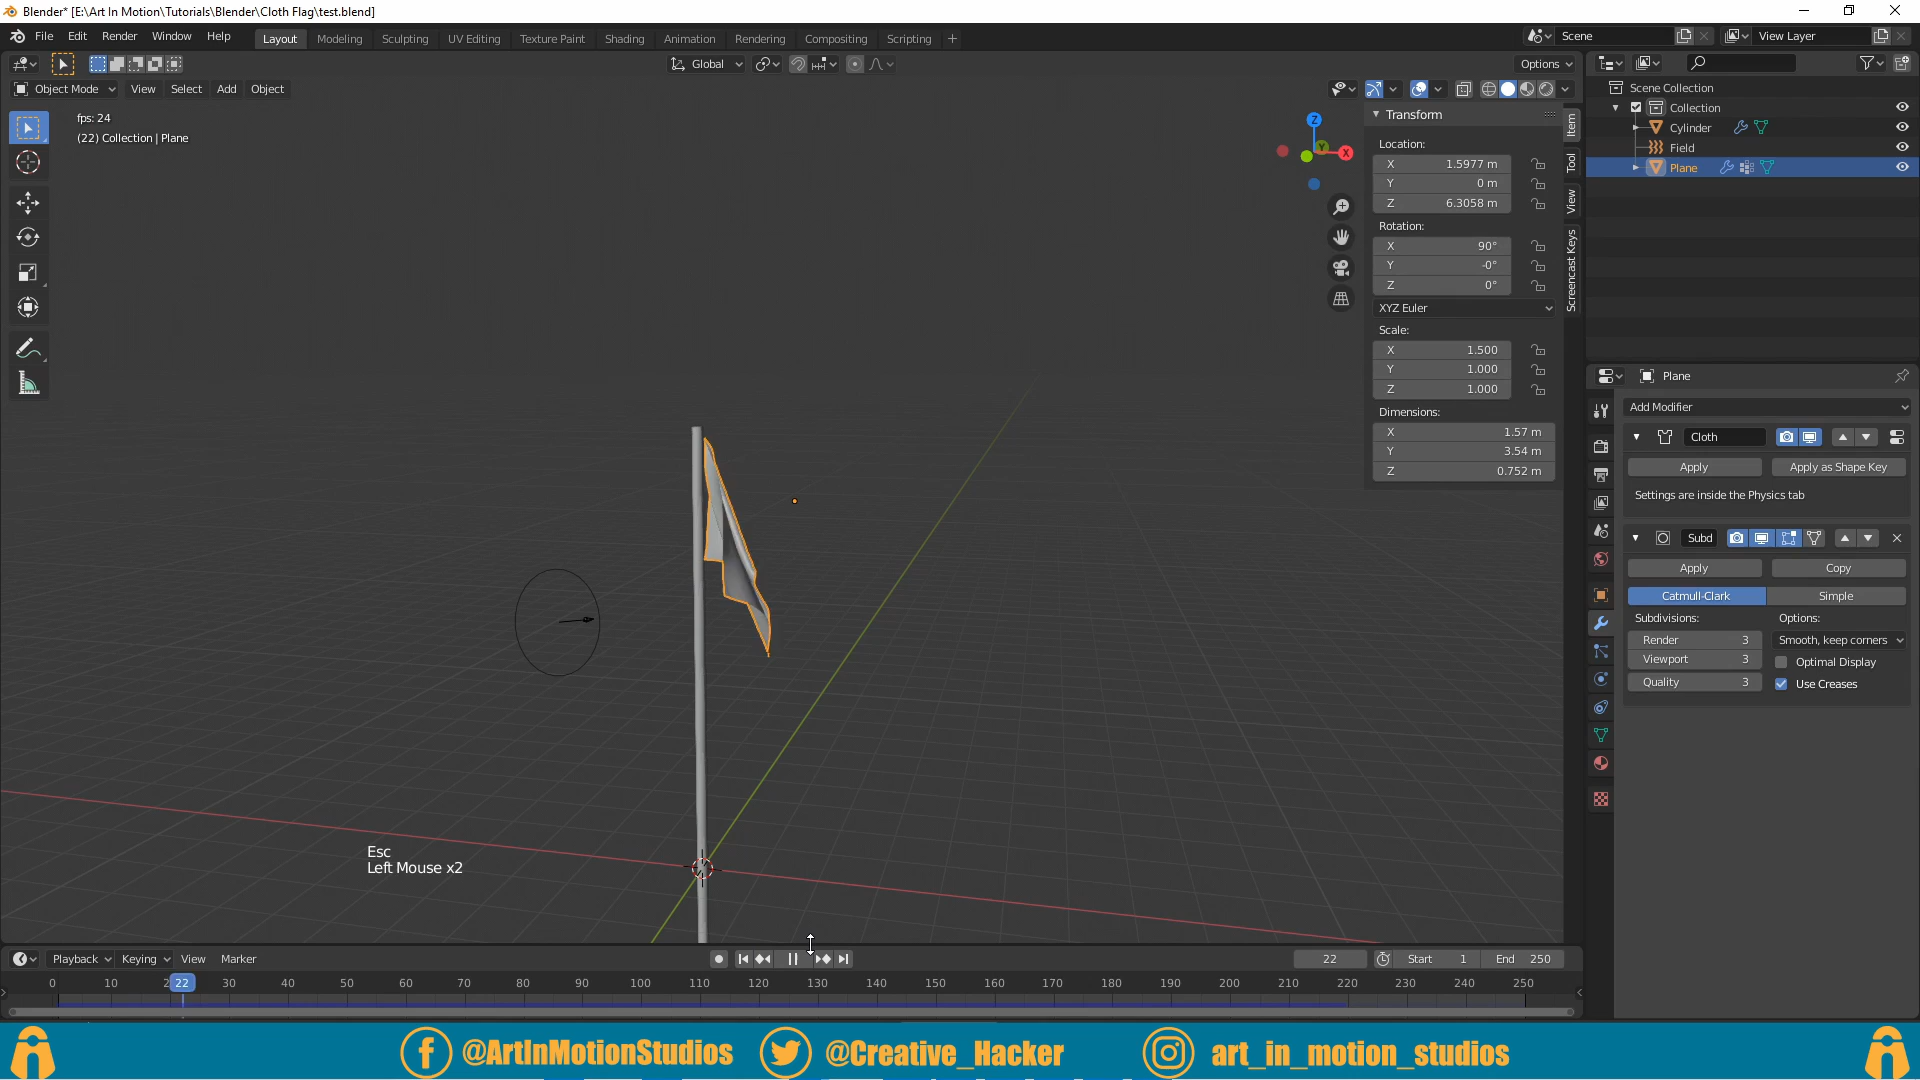 Blender* [E:\Art In Motion\Tutorials\Blender\Cloth Flag\test.blend]
File Edit Render Window Help Layout Modeling Sculpting UV Editing Texture Paint Shading Animation Rendering Compositing Scripting + Scene View Layer
Global Options
Object Mode View Select Add Object
fps: 24
(22) Collection | Plane
Z
Y
X
Transform
Location:
X 1.5977 m
Y 0 m
Z 6.3058 m
Rotation:
X 90°
Y -0°
Z 0°
XYZ Euler
Scale:
X 1.500
Y 1.000
Z 1.000
Dimensions:
X 1.57 m
Y 3.54 m
Z 0.752 m
Item
Tool
View
Screencast Keys
Scene Collection
Collection
Cylinder
Field
Plane
Plane
Add Modifier
Cloth
Apply Apply as Shape Key
Settings are inside the Physics tab
Subd
Apply Copy
Catmull-Clark Simple
Subdivisions: Options:
Render 3 Smooth, keep corners
Viewport 3 Optimal Display
Quality 3 Use Creases
Esc
Left Mouse x2
Playback Keying View Marker 22 Start 1 End 250
0 10 2 22 30 40 50 60 70 80 90 100 110 120 130 140 150 160 170 180 190 200 210 220 230 240 250
@ArtInMotionStudios @Creative_Hacker art_in_motion_studios